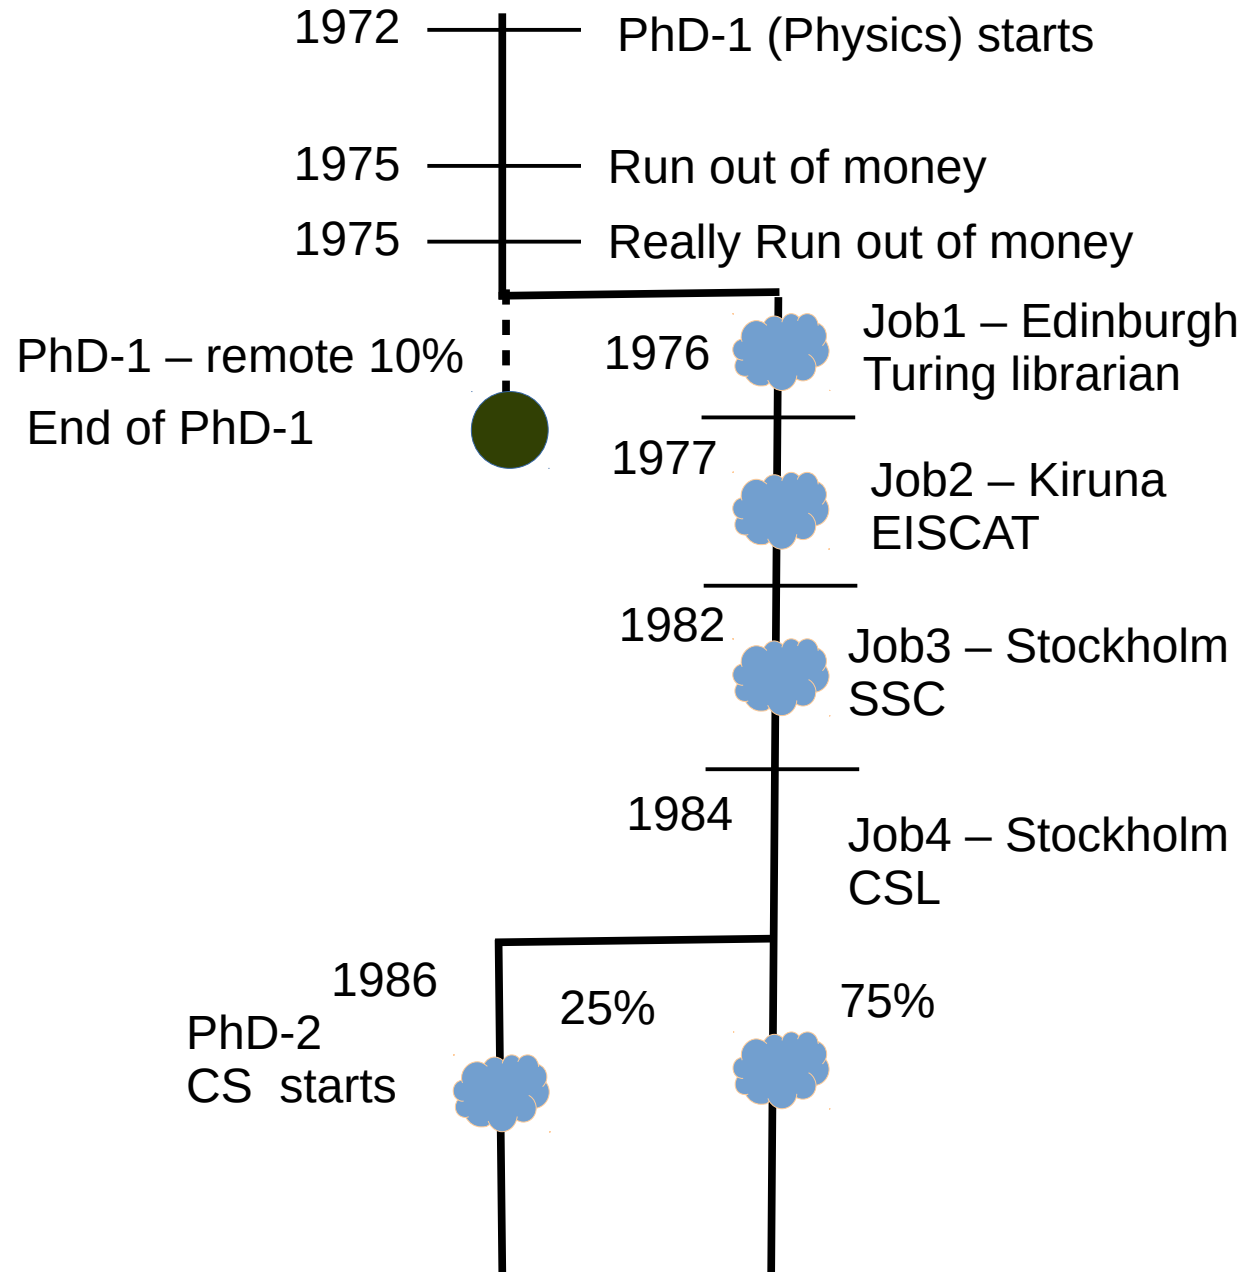 1972
PhD-1 (Physics) starts
1975
Run out of money
1975
Really Run out of money
PhD-1 – remote 10%
End of PhD-1
1976
Job1 – Edinburgh
Turing librarian
1977
Job2 – Kiruna
EISCAT
1982
Job3 – Stockholm
SSC
1984
Job4 – Stockholm
CSL
1986
PhD-2
CS  starts
25%
75%